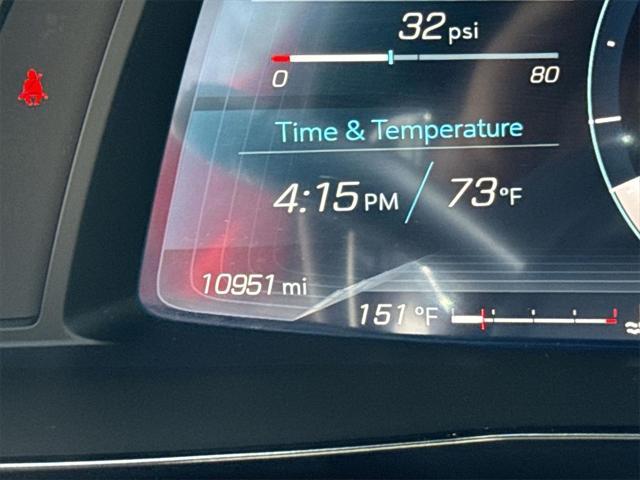 32 psi
0 80
Time & Temperature
4:15 PM / 73°F
10951 mi
151 °F